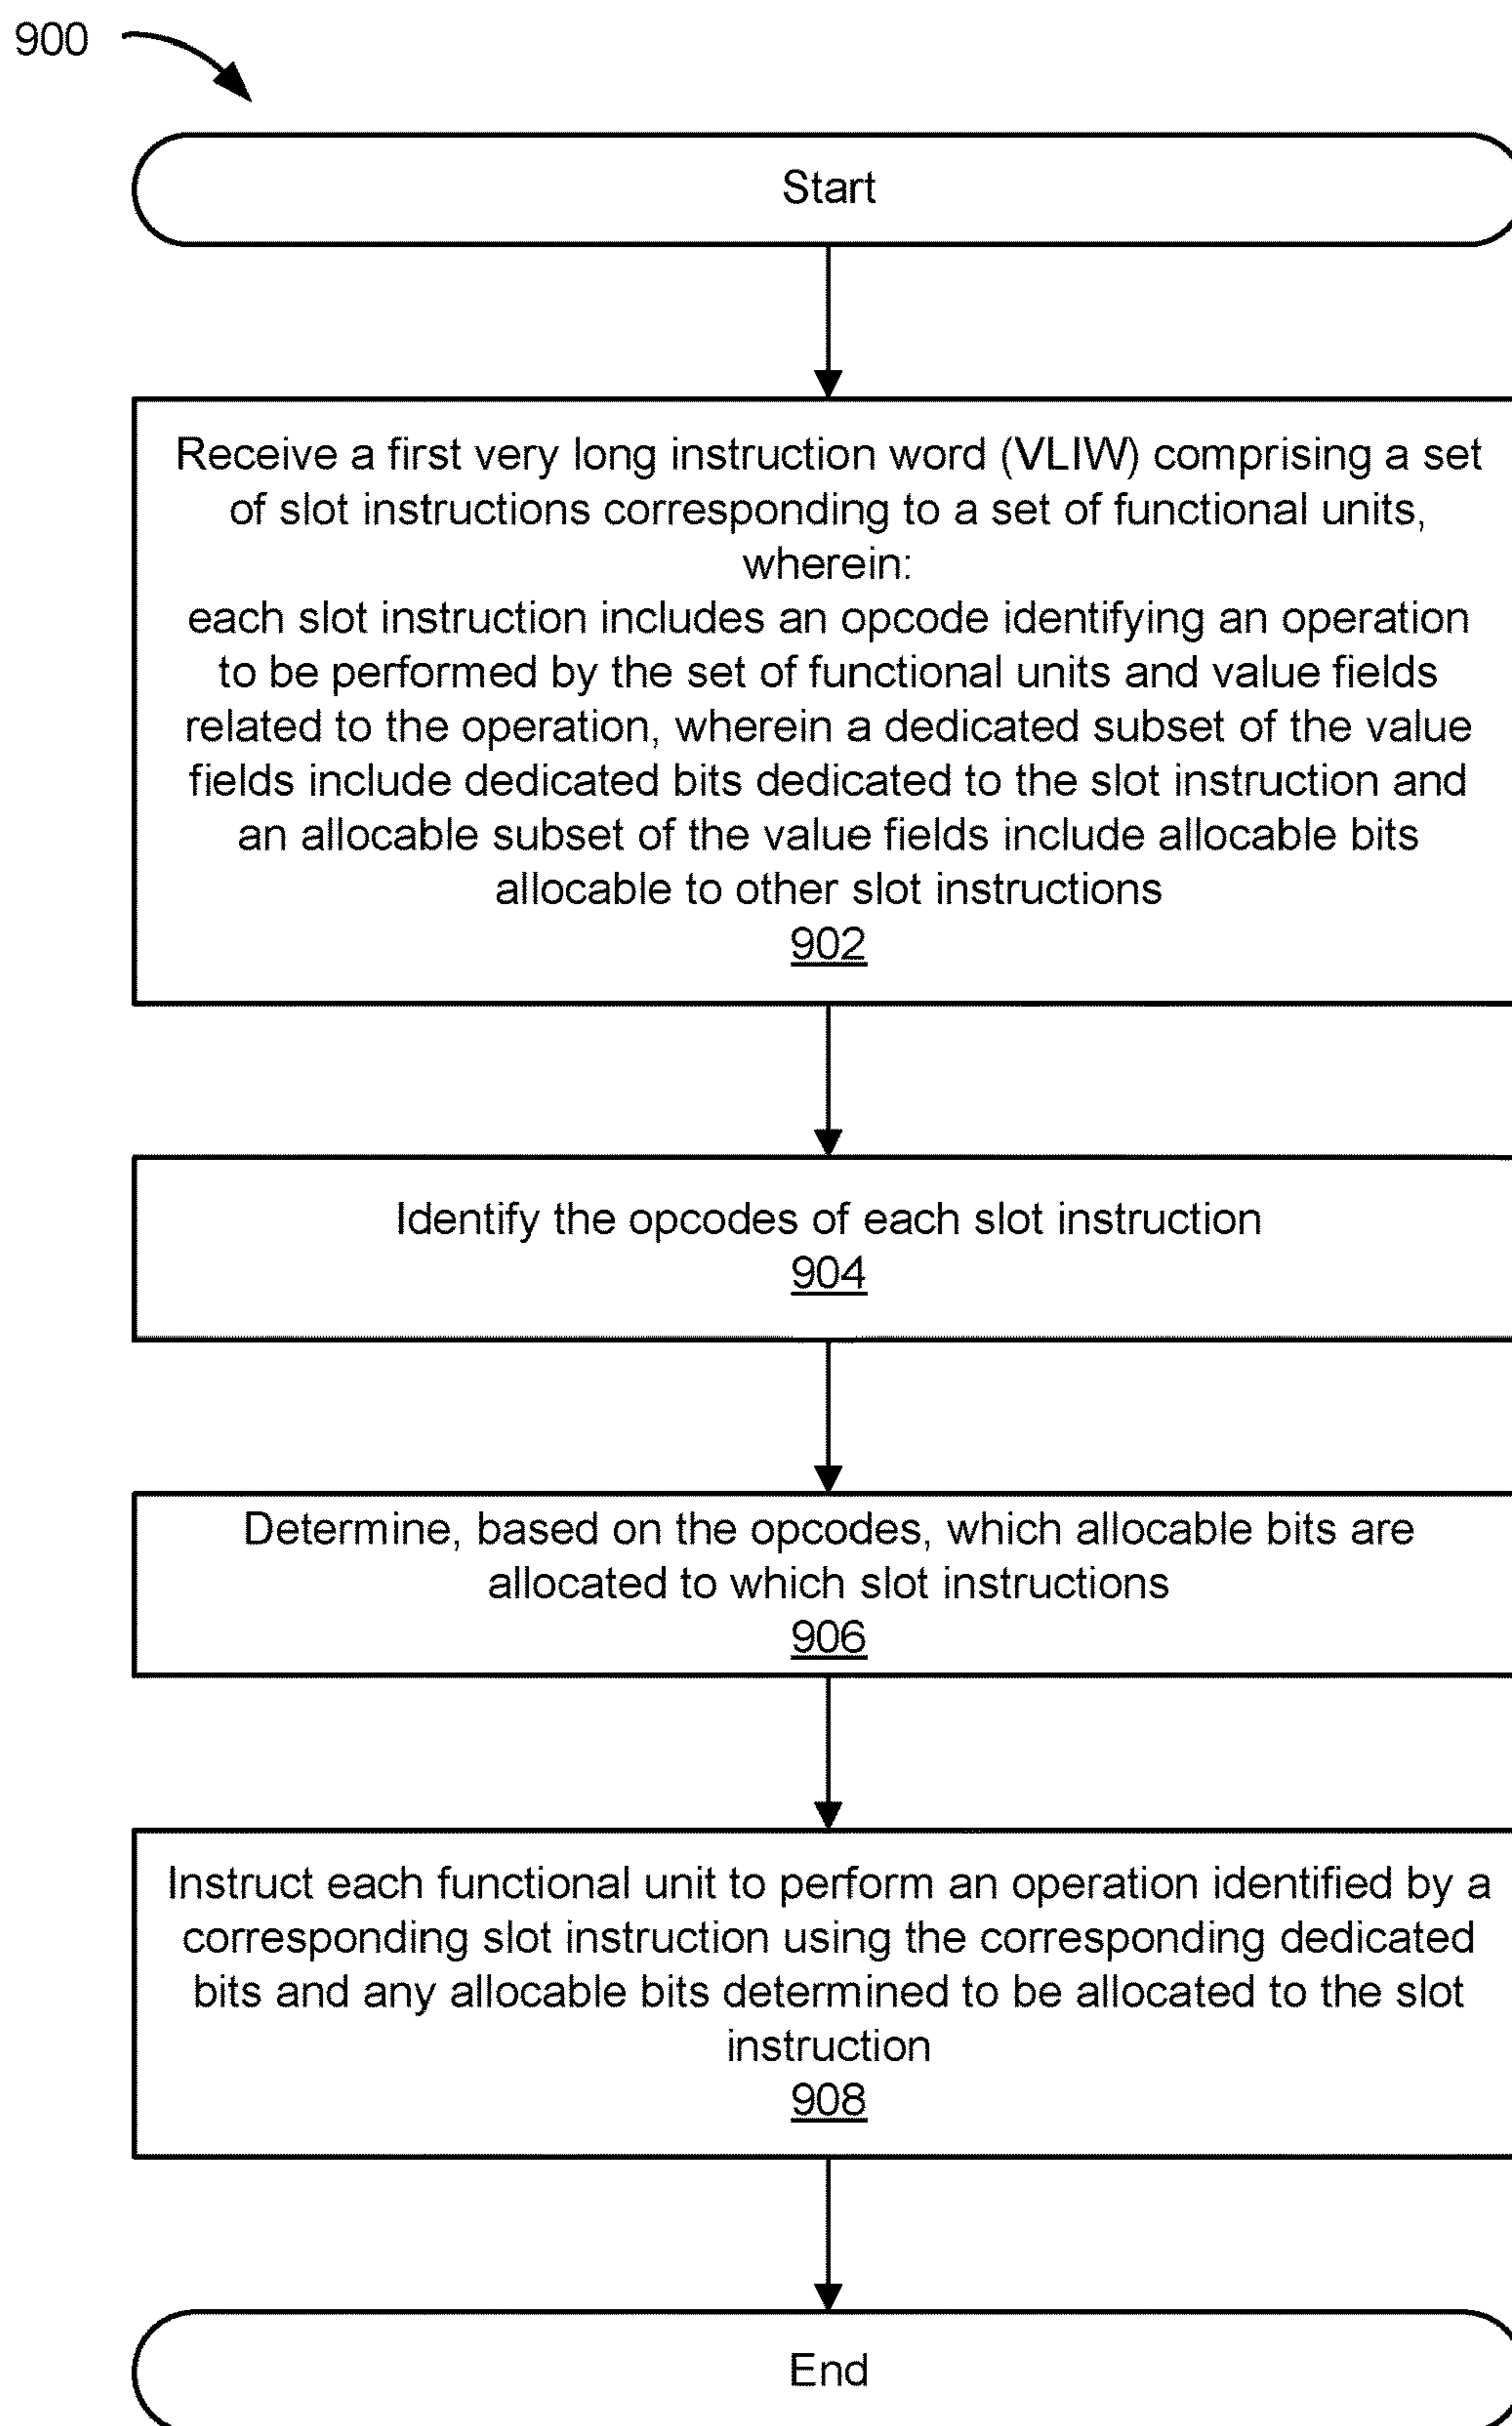 900
Start
Receive a first very long instruction word (VLIW) comprising a set
of slot instructions corresponding to a set of functional units,
wherein:
each slot instruction includes an opcode identifying an operation
to be performed by the set of functional units and value fields
related to the operation, wherein a dedicated subset of the value
fields include dedicated bits dedicated to the slot instruction and
an allocable subset of the value fields include allocable bits
allocable to other slot instructions
902
Identify the opcodes of each slot instruction
904
Determine, based on the opcodes, which allocable bits are
allocated to which slot instructions
906
Instruct each functional unit to perform an operation identified by a
corresponding slot instruction using the corresponding dedicated
bits and any allocable bits determined to be allocated to the slot
instruction
908
End